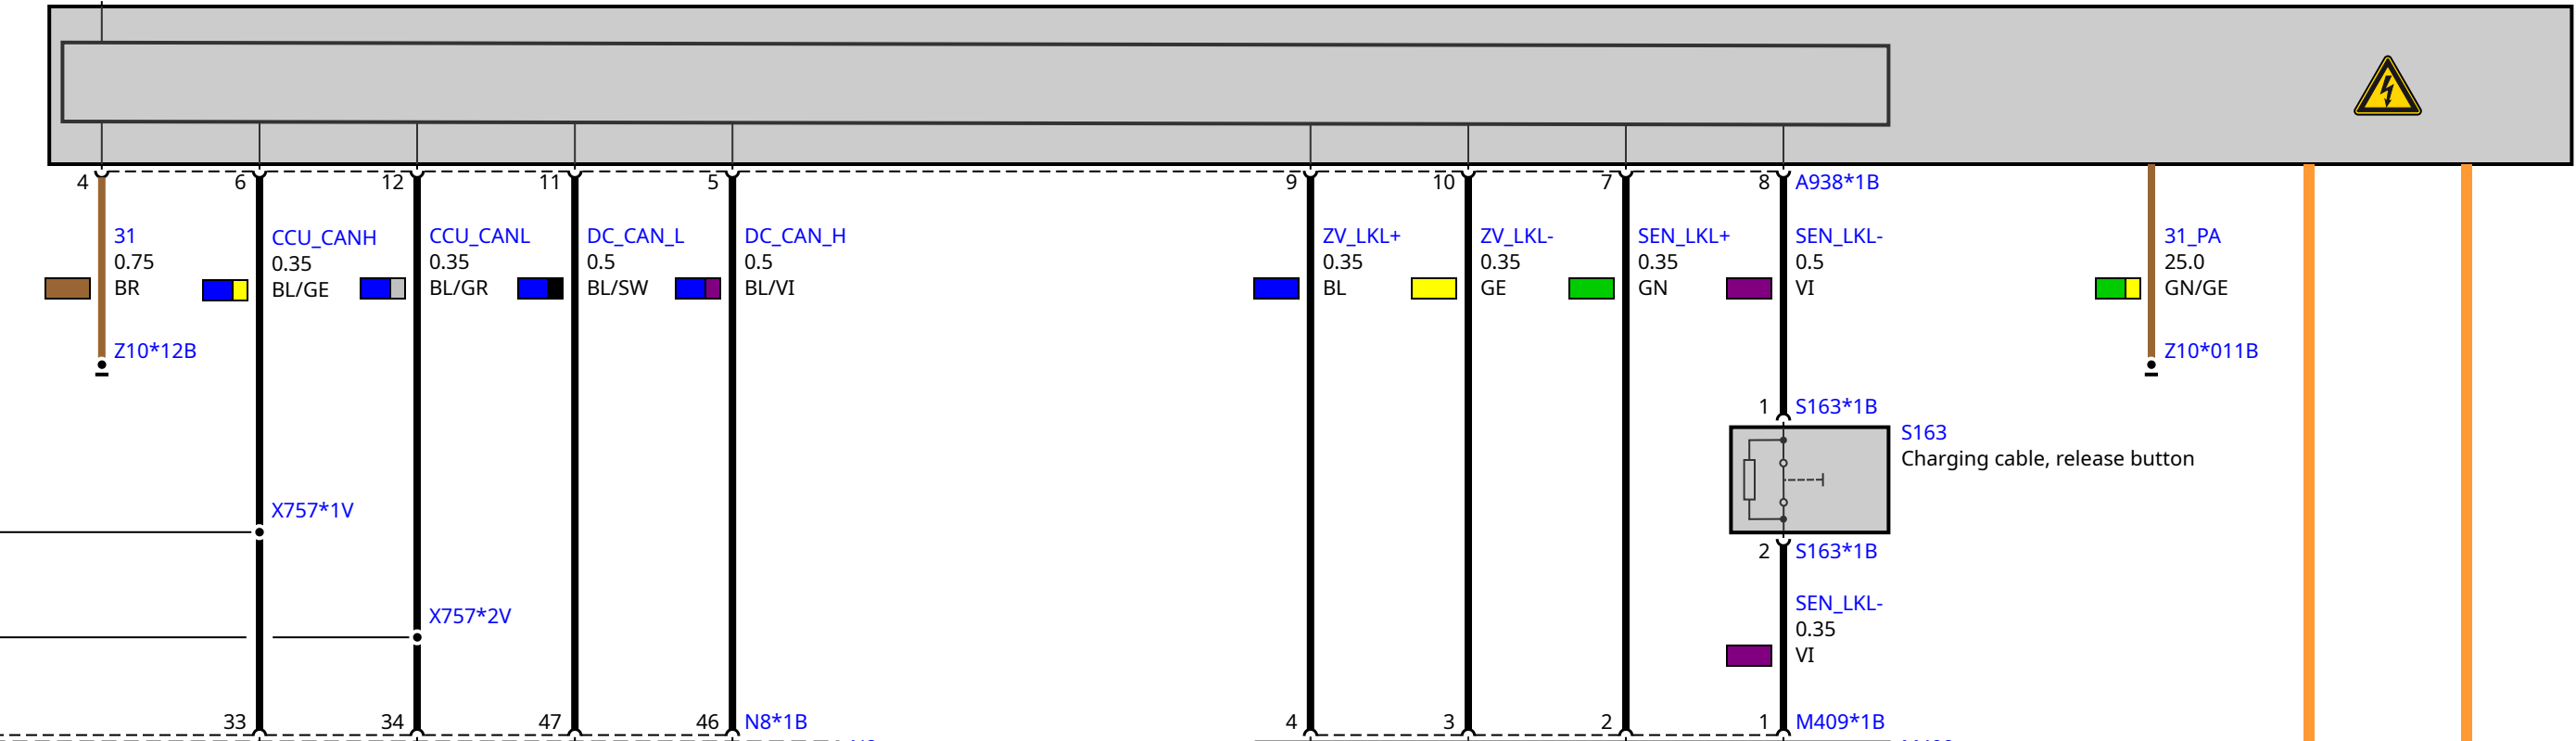 4 6 12 11 5 9 10 7 8 A938*1B
31 CCU_CANH CCU_CANL DC_CAN_L DC_CAN_H ZV_LKL+ ZV_LKL- SEN_LKL+ SEN_LKL- 31_PA
0.75 0.35 0.35 0.5 0.5 0.35 0.35 0.35 0.5 25.0
BR BL/GE BL/GR BL/SW BL/VI BL GE GN VI GN/GE
Z10*12B Z10*011B
1 S163*1B
S163
Charging cable, release button
X757*1V
2 S163*1B
SEN_LKL-
X757*2V
0.35
VI
33 34 47 46 N8*1B 4 3 2 1 M409*1B